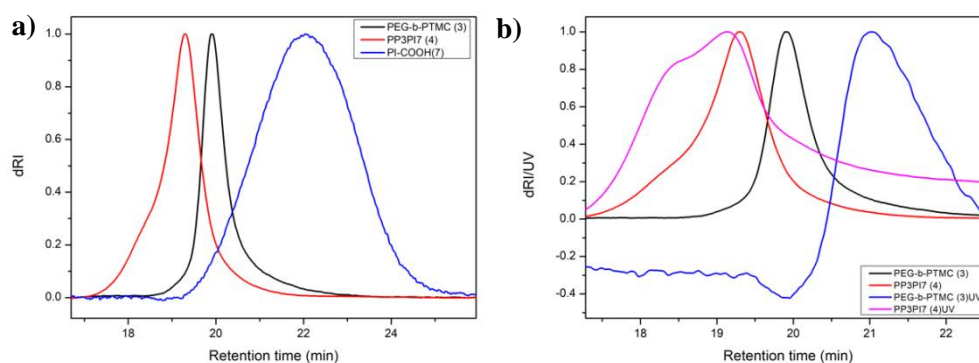 a)
PEG-b-PTMC (3)
PP3PI7 (4)
PI-COOH(7)
1.0
0.8
0.6
0.4
0.2
0.0
dRI
18 20 22 24
Retention time (min)
b)
1.0
0.8
0.6
0.4
0.2
0.0
-0.2
-0.4
dRI/UV
PEG-b-PTMC (3)
PP3PI7 (4)
PEG-b-PTMC (3)UV
PP3PI7 (4)UV
18 19 20 21 22
Retention time (min)